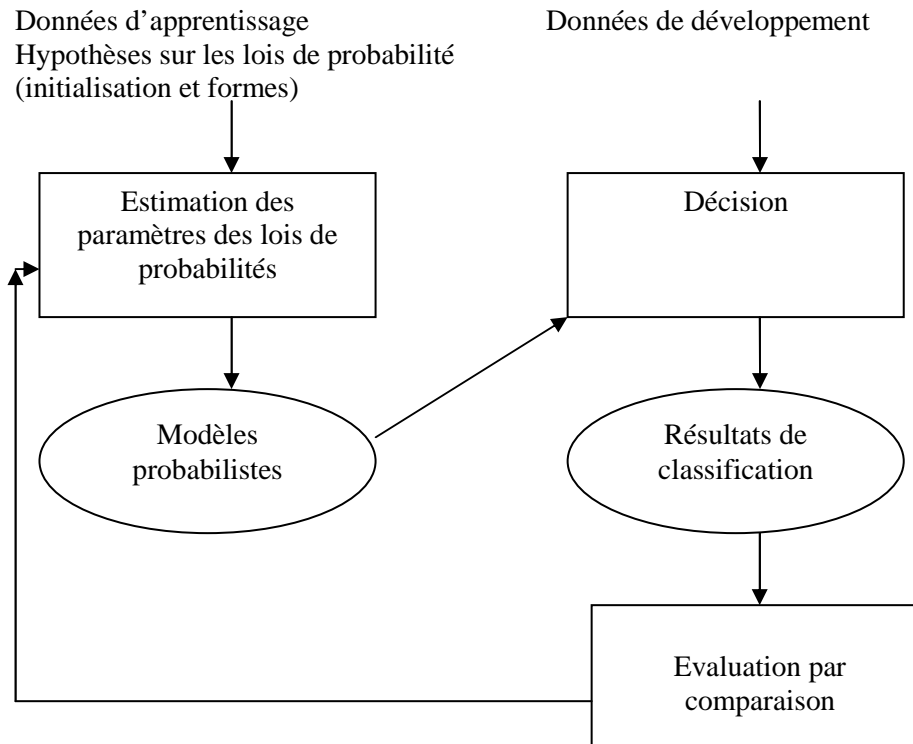 Données d’apprentissage
Hypothèses sur les lois de probabilité
(initialisation et formes)
Données de développement
Estimation des
paramètres des lois de
probabilités
Décision
Modèles
probabilistes
Résultats de
classification
Evaluation par
comparaison